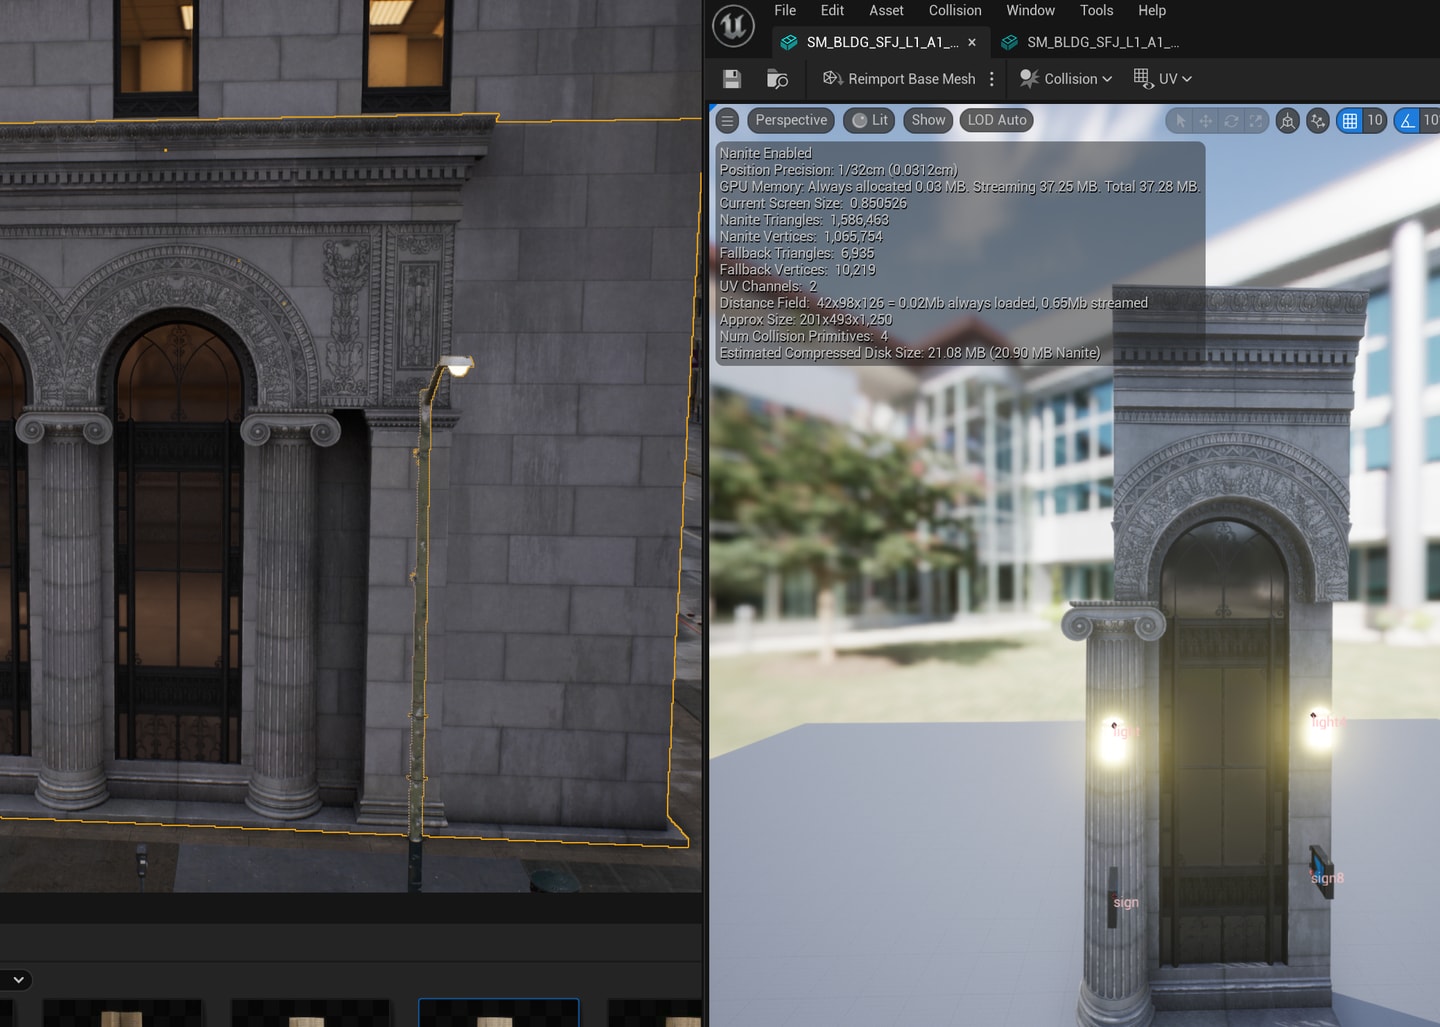 File Edit Asset Collision Window Tools Help
SM_BLDG_SFJ_L1_A1_... SM_BLDG_SFJ_L1_A1_...
Reimport Base Mesh Collision UV
Perspective Lit Show LOD Auto 10 10
Nanite Enabled
Position Precision: 1/32cm (0.0312cm)
GPU Memory: Always allocated 0.03 MB. Streaming 37.25 MB. Total 37.28 MB.
Current Screen Size: 0.850526
Nanite Triangles: 1,586,463
Nanite Vertices: 1,065,754
Fallback Triangles: 6,935
Fallback Vertices: 10,219
UV Channels: 2
Distance Field: 42x98x126 = 0.02Mb always loaded, 0.65Mb streamed
Approx Size: 201x493x1,250
Num Collision Primitives: 4
Estimated Compressed Disk Size: 21.08 MB (20.90 MB Nanite)
light
light4
sign8
sign